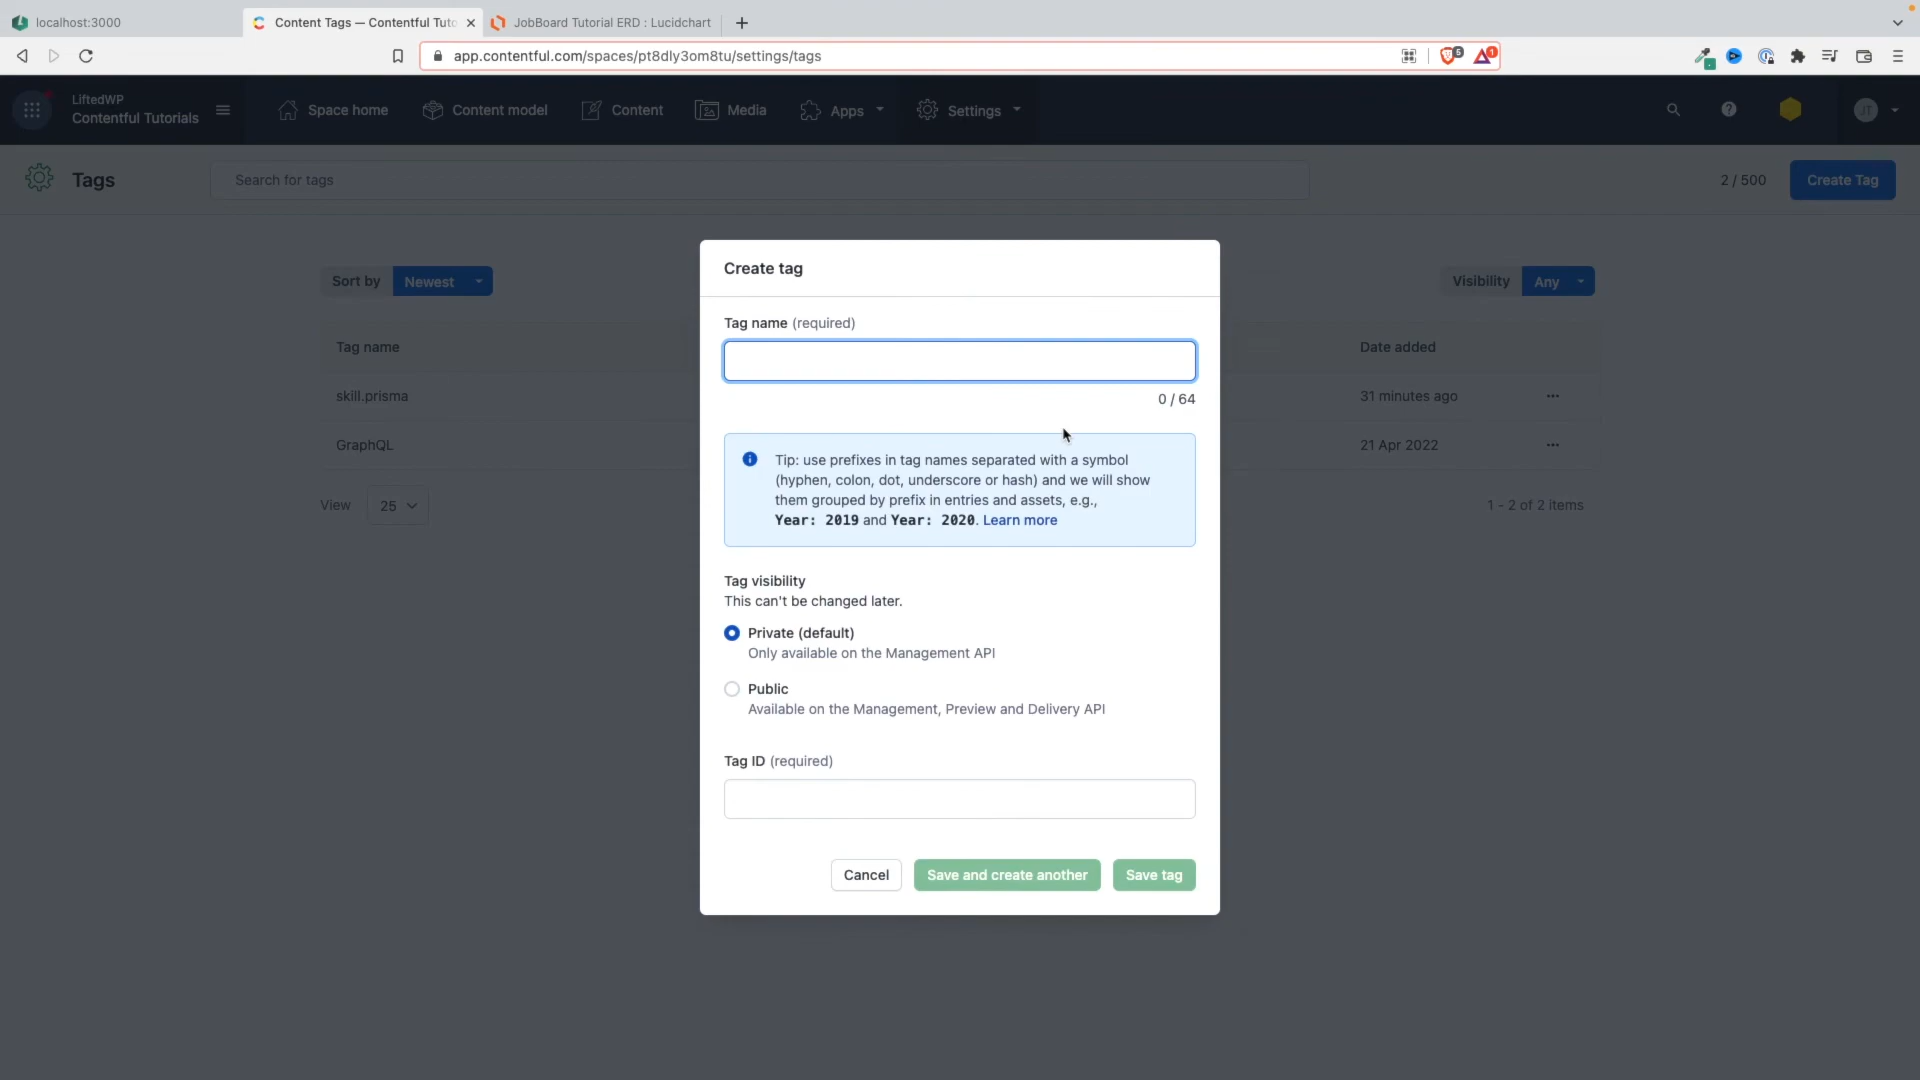 localhost:3000
Content Tags — Contentful Tuto
JobBoard Tutorial ERD : Lucidchart
app.contentful.com/spaces/pt8dly3om8tu/settings/tags
5
1
LiftedWP
Contentful Tutorials
Space home
Content model
Content
Media
Apps
Settings
JT
Tags
Search for tags
2 / 500
Create Tag
Sort by
Newest
Visibility
Any
Tag name
Date added
skill.prisma
31 minutes ago
GraphQL
21 Apr 2022
View
25
1 - 2 of 2 items
Create tag
Tag name (required)
0 / 64
Tip: use prefixes in tag names separated with a symbol
(hyphen, colon, dot, underscore or hash) and we will show
them grouped by prefix in entries and assets, e.g.,
Year: 2019 and Year: 2020. Learn more
Tag visibility
This can't be changed later.
Private (default)
Only available on the Management API
Public
Available on the Management, Preview and Delivery API
Tag ID (required)
Cancel
Save and create another
Save tag